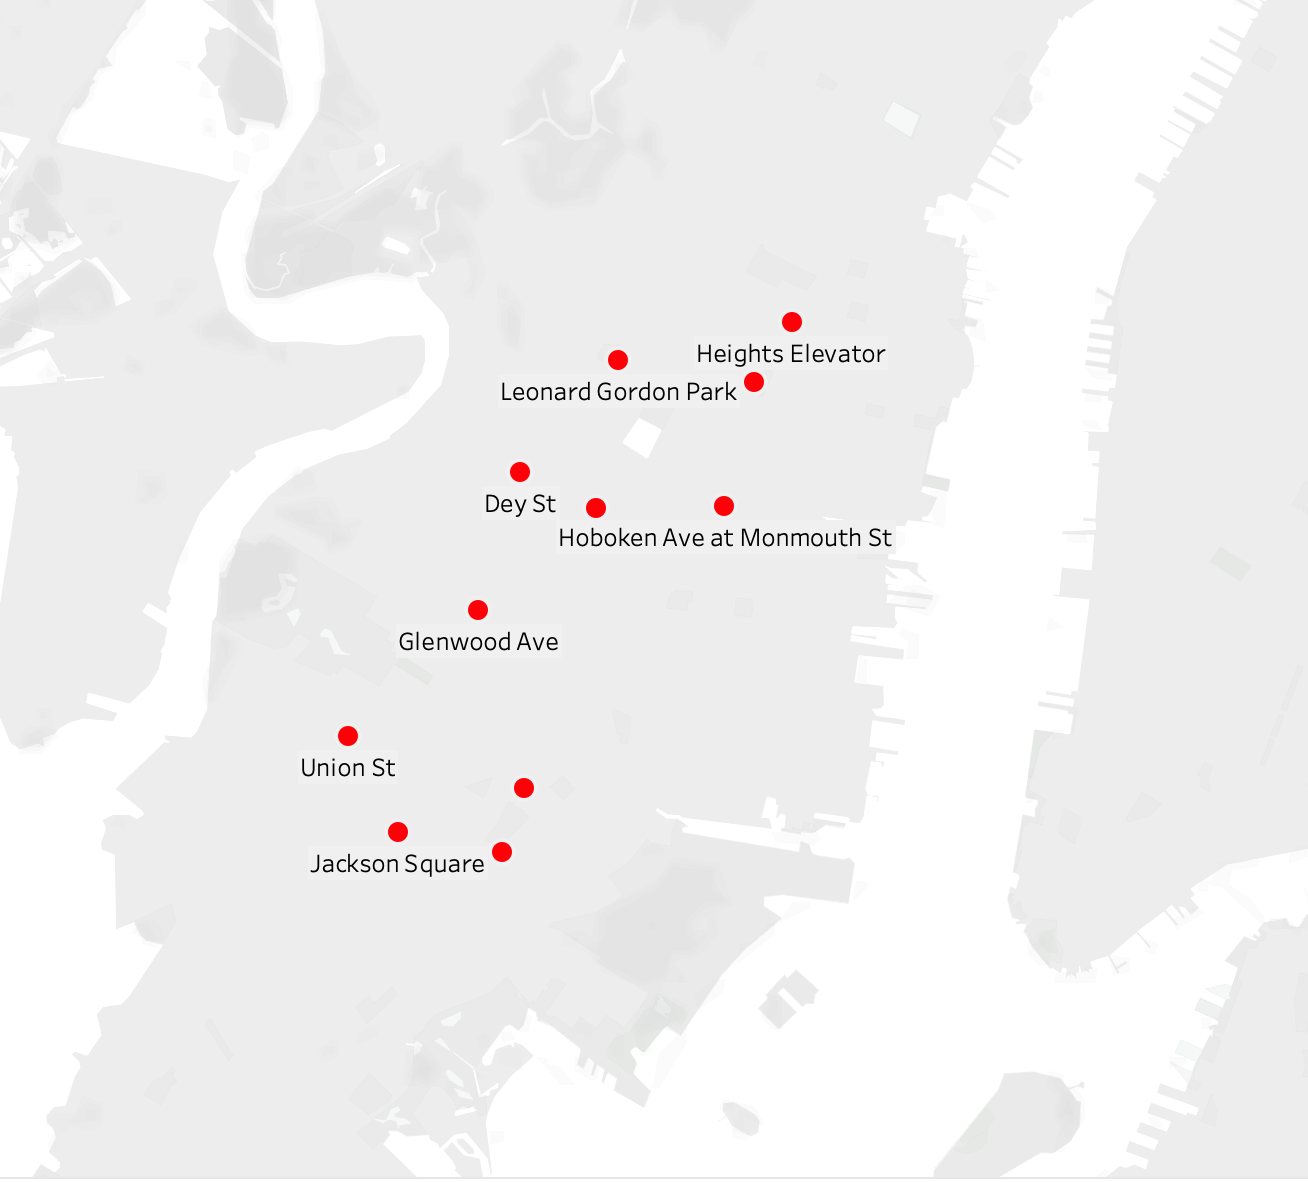 Heights Elevator
Leonard Gordon Park
Dey St
Hoboken Ave at Monmouth St
Glenwood Ave
Union St
Jackson Square